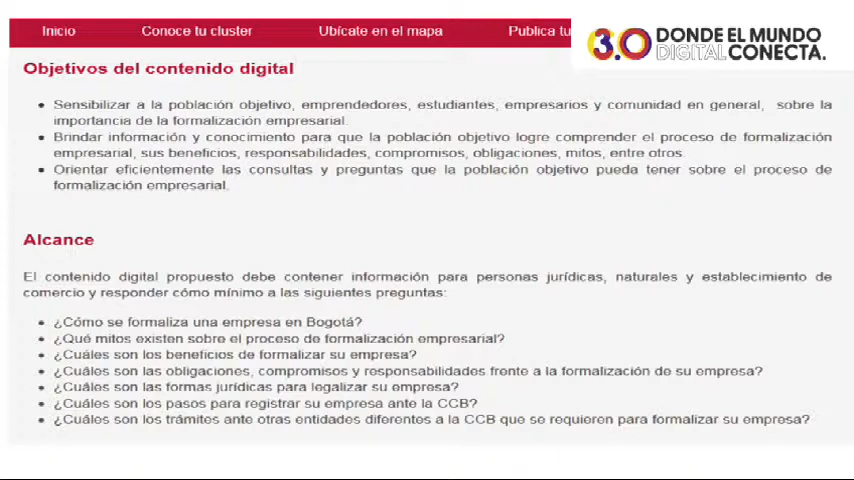 Inicio Conoce tu cluster Ubícate en el mapa Publica tu
3.0 DONDE EL MUNDO
DIGITAL CONECTA.
Objetivos del contenido digital
• Sensibilizar a la población objetivo, emprendedores, estudiantes, empresarios y comunidad en general, sobre la
importancia de la formalización empresarial.
• Brindar información y conocimiento para que la población objetivo logre comprender el proceso de formalización
empresarial, sus beneficios, responsabilidades, compromisos, obligaciones, mitos, entre otros.
• Orientar eficientemente las consultas y preguntas que la población objetivo pueda tener sobre el proceso de
formalización empresarial.
Alcance
El contenido digital propuesto debe contener información para personas jurídicas, naturales y establecimiento de
comercio y responder cómo mínimo a las siguientes preguntas:
• ¿Cómo se formaliza una empresa en Bogotá?
• ¿Qué mitos existen sobre el proceso de formalización empresarial?
• ¿Cuáles son los beneficios de formalizar su empresa?
• ¿Cuáles son las obligaciones, compromisos y responsabilidades frente a la formalización de su empresa?
• ¿Cuáles son las formas jurídicas para legalizar su empresa?
• ¿Cuáles son los pasos para registrar su empresa ante la CCB?
• ¿Cuáles son los trámites ante otras entidades diferentes a la CCB que se requieren para formalizar su empresa?